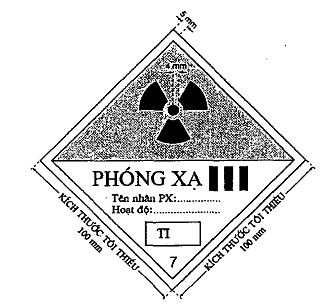 5 mm
4 mm
PHÓNG XẠ III
Tên nhân PX:..............
Hoạt độ:......................
TI
7
KÍCH THƯỚC TỐI THIỂU
100 mm
KÍCH THƯỚC TỐI THIỂU
100 mm